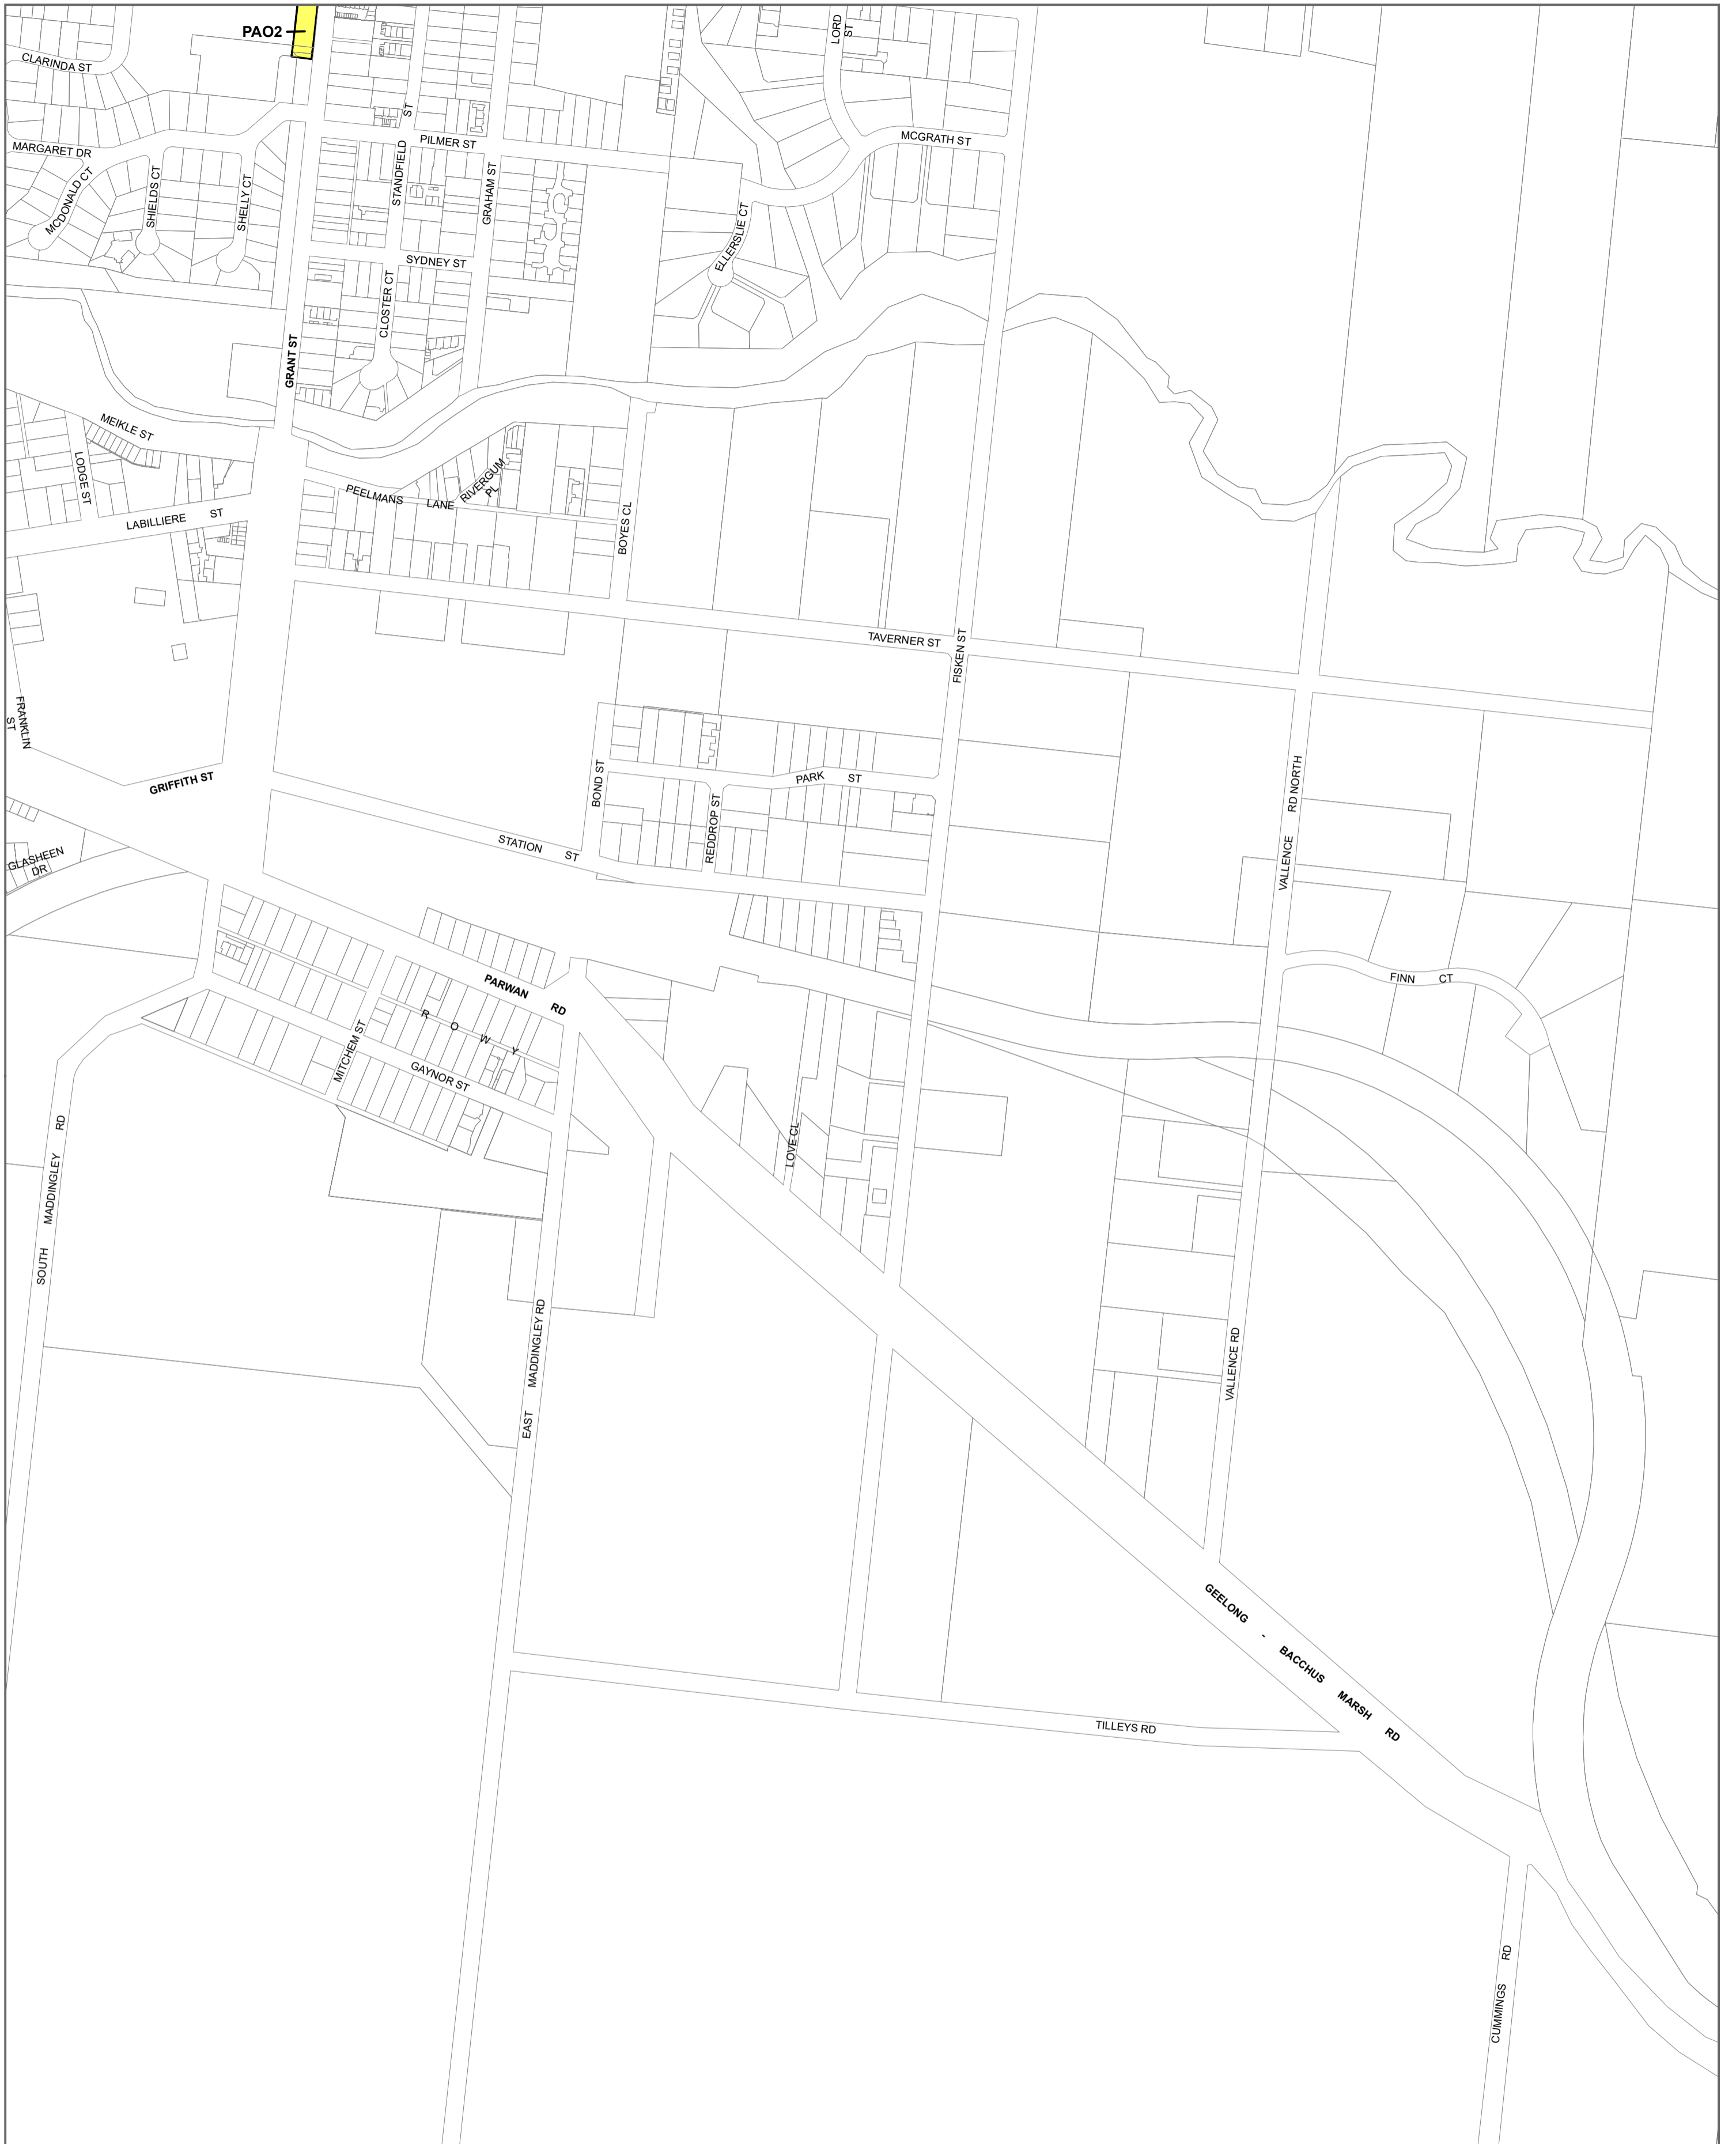 PAO2
LORD
ST
CLARINDA ST
ST
MARGARET DR
PILMER ST
MCGRATH ST
MCDONALD CT
SHIELDS CT
SHELLY CT
STANDFIELD
GRAHAM ST
ELLERSLIE CT
SYDNEY ST
CLOSTER CT
GRANT ST
MEIKLE ST
LODGE ST
PEELMANS LANE
RIVERGUM
PL
LABILLIERE ST
BOYES CL
TAVERNER ST
FISKEN ST
FRANKLIN
ST
GRIFFITH ST
BOND ST
PARK ST
REDDROP ST
VALLENCE RD NORTH
STATION ST
GLASHEEN
DR
PARWAN RD
FINN CT
R O W Y
MITCHEM ST
GAYNOR ST
LOVE CL
SOUTH MADDINGLEY RD
EAST MADDINGLEY RD
VALLENCE RD
GEELONG - BACCHUS MARSH RD
TILLEYS RD
CUMMINGS RD